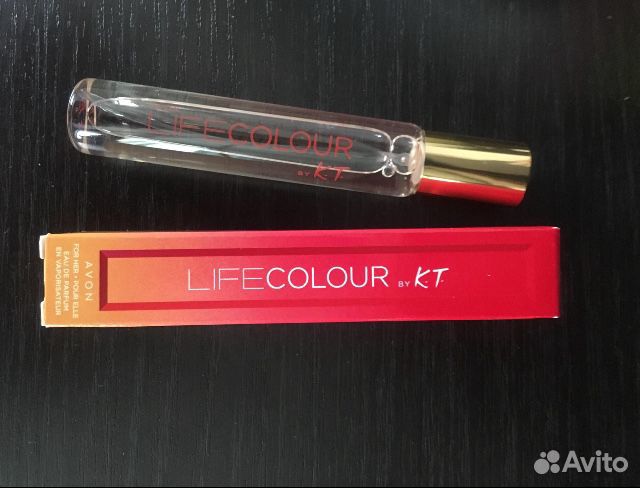 LIFECOLOUR
BY K.T.
LIFECOLOUR BY K.T.
AVON
FOR HER • POUR ELLE
EAU DE PARFUM
EN VAPORISATEUR
Avito